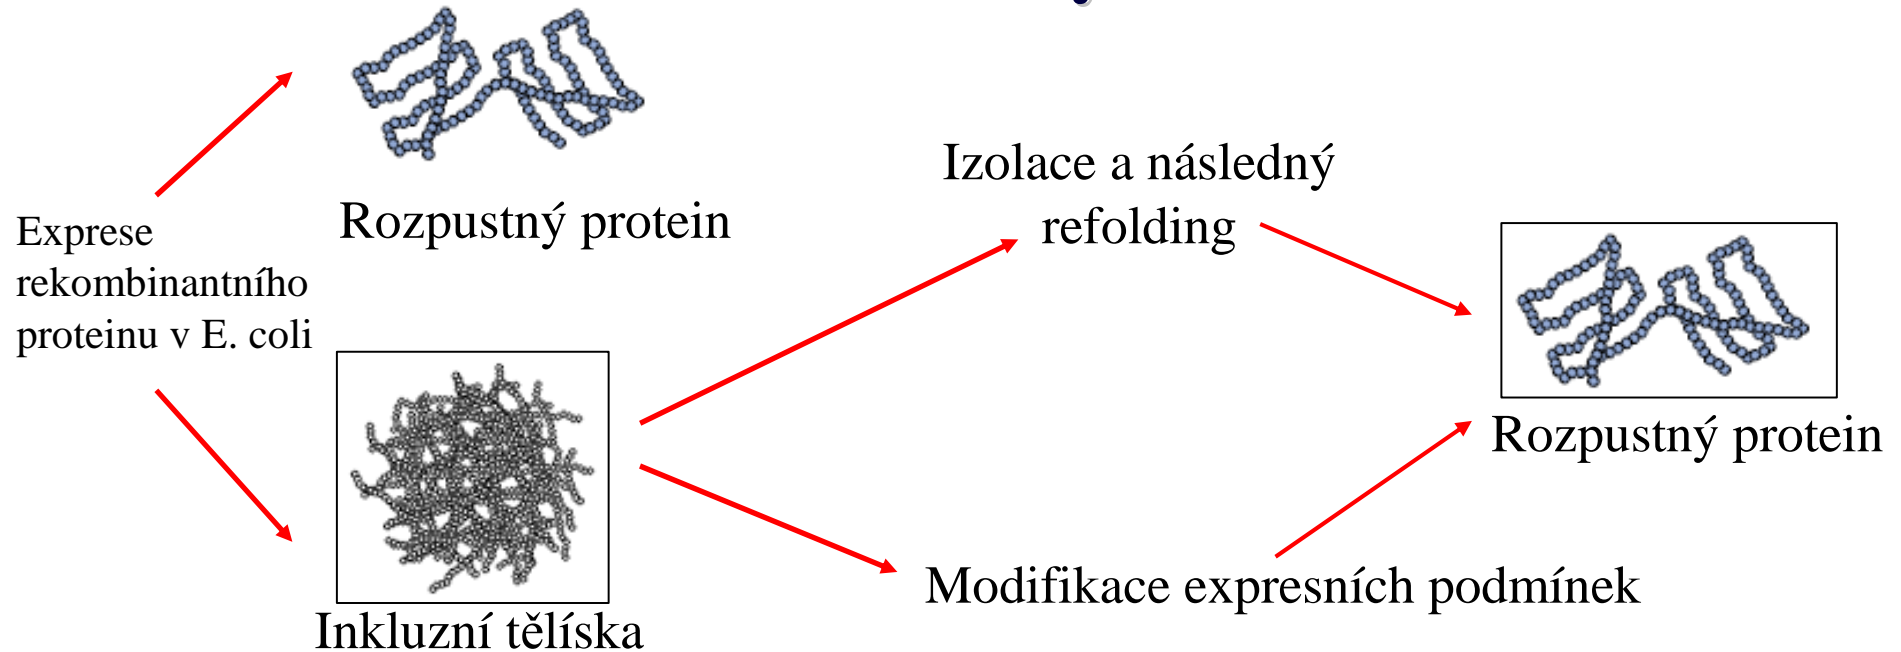 Rozpustný protein
Exprese
rekombinantního
proteinu v E. coli
Inkluzní tělíska
Izolace a následný
refolding
Modifikace expresních podmínek
Rozpustný protein